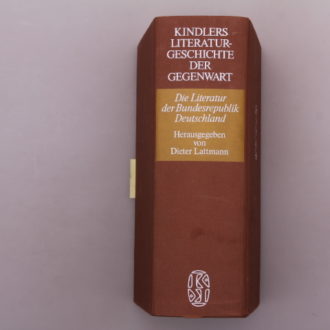 KINDLERS
LITERATUR-
GESCHICHTE
DER
GEGENWART
Die Literatur
der Bundesrepublik
Deutschland
Herausgegeben
von
Dieter Lattmann